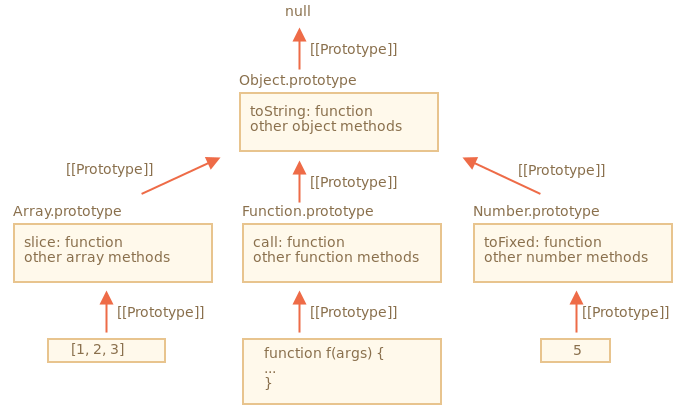 null
[[Prototype]]
Object.prototype
toString: function
other object methods
[[Prototype]]
[[Prototype]]
[[Prototype]]
Array.prototype
Function.prototype
Number.prototype
slice: function
other array methods
call: function
other function methods
toFixed: function
other number methods
[[Prototype]]
[[Prototype]]
[[Prototype]]
[1, 2, 3]
function f(args) {
...
}
5